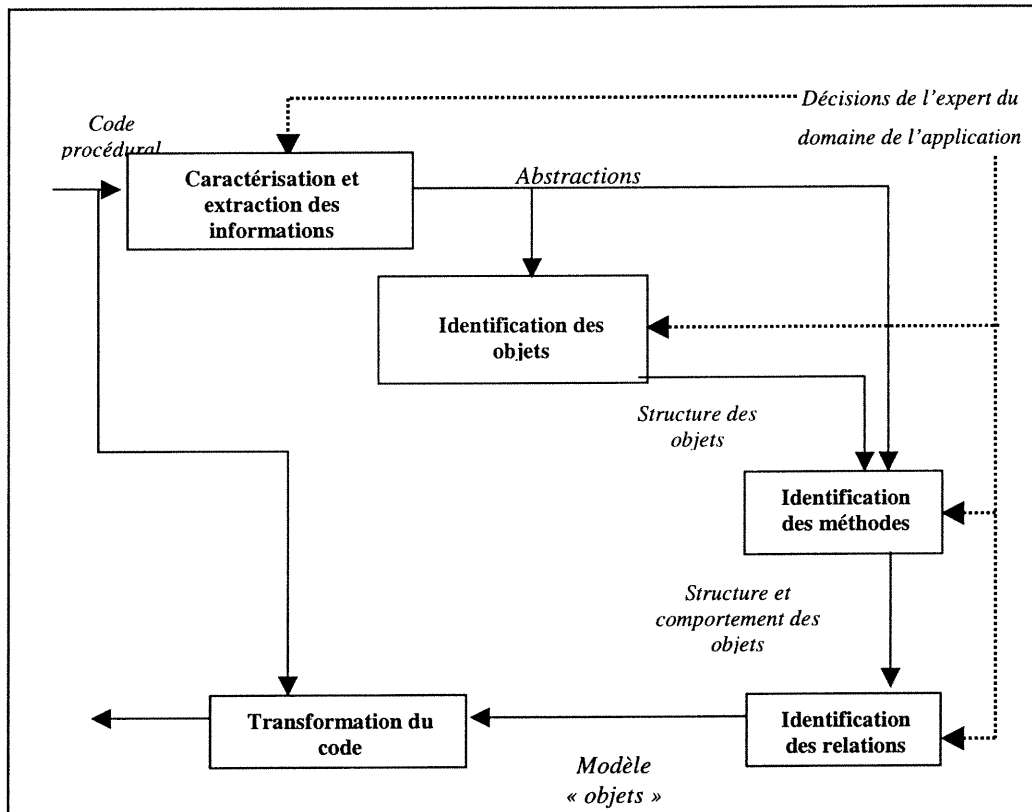 Décisions de l'expert du
domaine de l'application
Code
procédural
Caractérisation et
extraction des
informations
Abstractions
Identification des
objets
Structure des
objets
Identification
des méthodes
Structure et
comportement des
objets
Transformation du
code
Identification
des relations
Modèle
« objets »